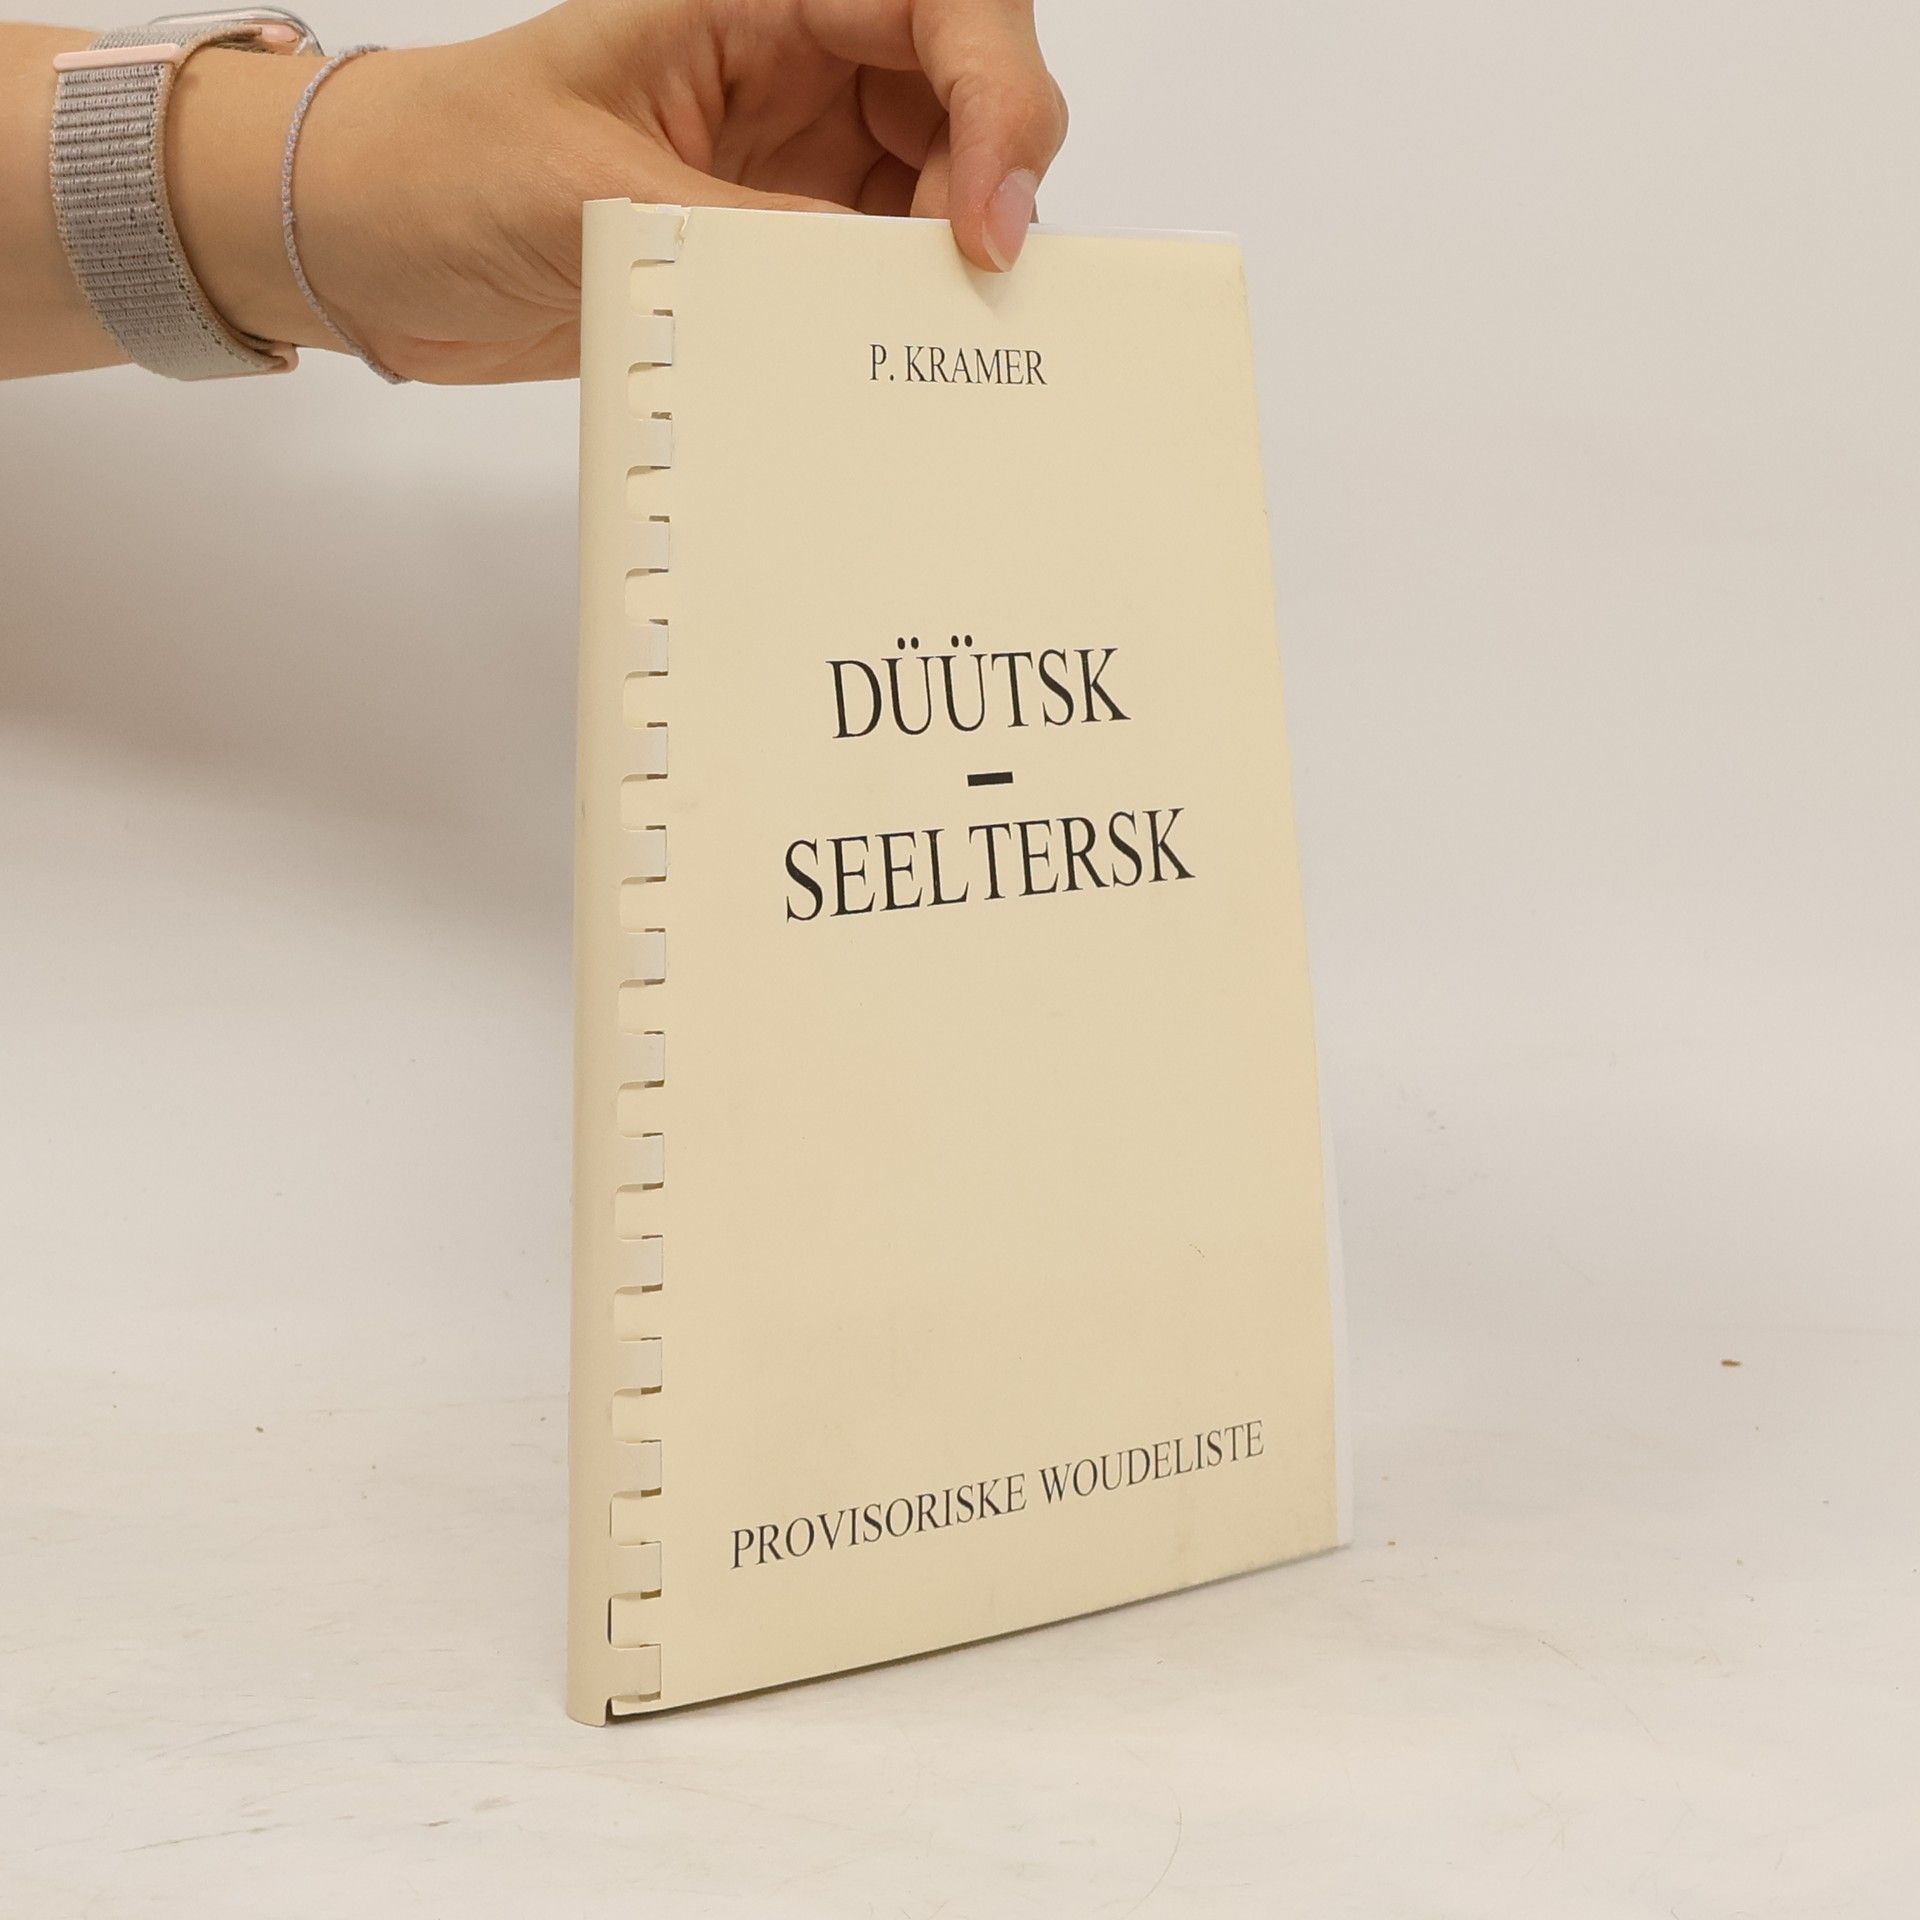 P. KRAMER
DÜÜTSK
–
SEELTERSK
PROVISORISKE WOUDELISTE